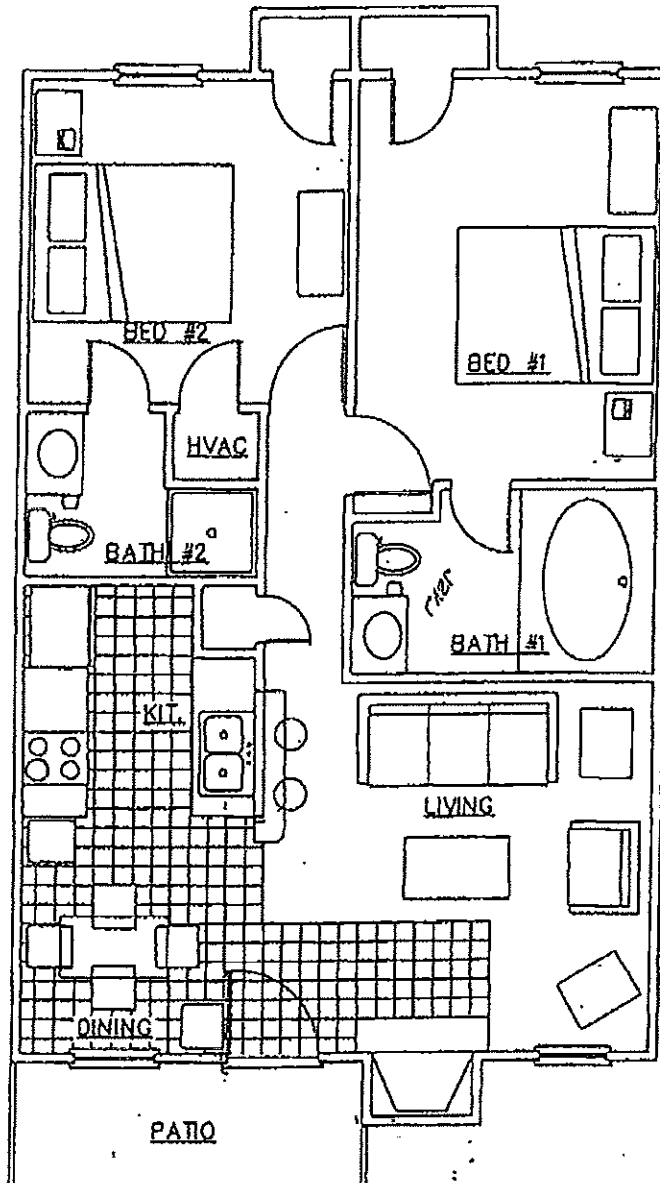 BED #2
BED #1
HVAC
BATH #2
BATH #1
KIT.
LIVING
DINING
PATIO